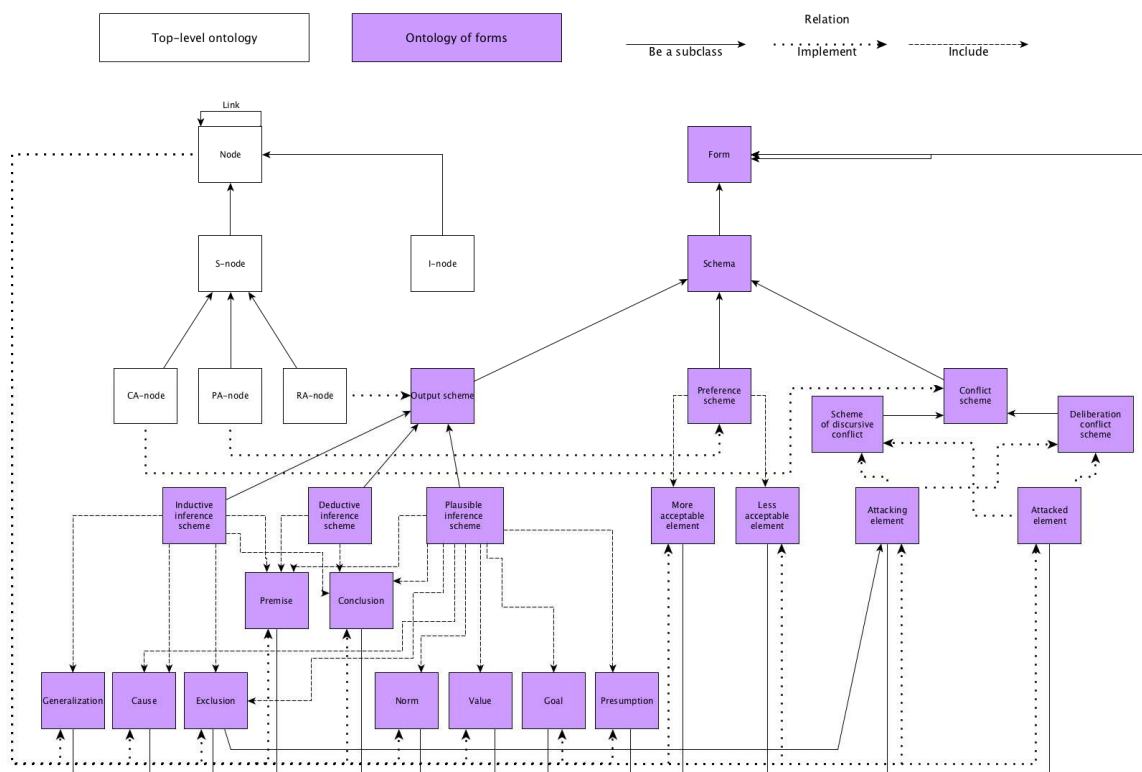 Top-level ontology
Ontology of forms
Relation
Be a subclass
Implement
Include
Link
Node
Form
S-node
I-node
Schema
CA-node
PA-node
RA-node
Output scheme
Preference
scheme
Conflict
scheme
Scheme
of discursive
conflict
Deliberation
conflict
scheme
Inductive
inference
scheme
Deductive
inference
scheme
Plausible
inference
scheme
More
acceptable
element
Less
acceptable
element
Attacking
element
Attacked
element
Premise
Conclusion
Generalization
Cause
Exclusion
Norm
Value
Goal
Presumption